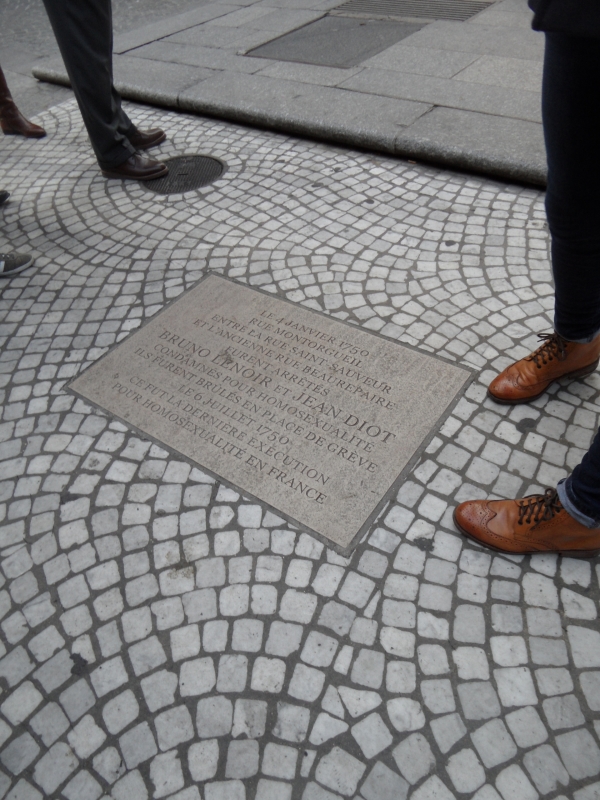 LE 4 JANVIER 1750
RUE MONTORGUEIL
ENTRE LA RUE SAINT-SAUVEUR
ET L'ANCIENNE RUE BEAUREPAIRE
FURENT ARRÊTÉS
BRUNO LENOIR ET JEAN DIOT
CONDAMNÉS POUR HOMOSEXUALITÉ
ILS FURENT BRÛLÉS EN PLACE DE GRÈVE
LE 6 JUILLET 1750.
CE FUT LA DERNIÈRE EXÉCUTION
POUR HOMOSEXUALITÉ EN FRANCE